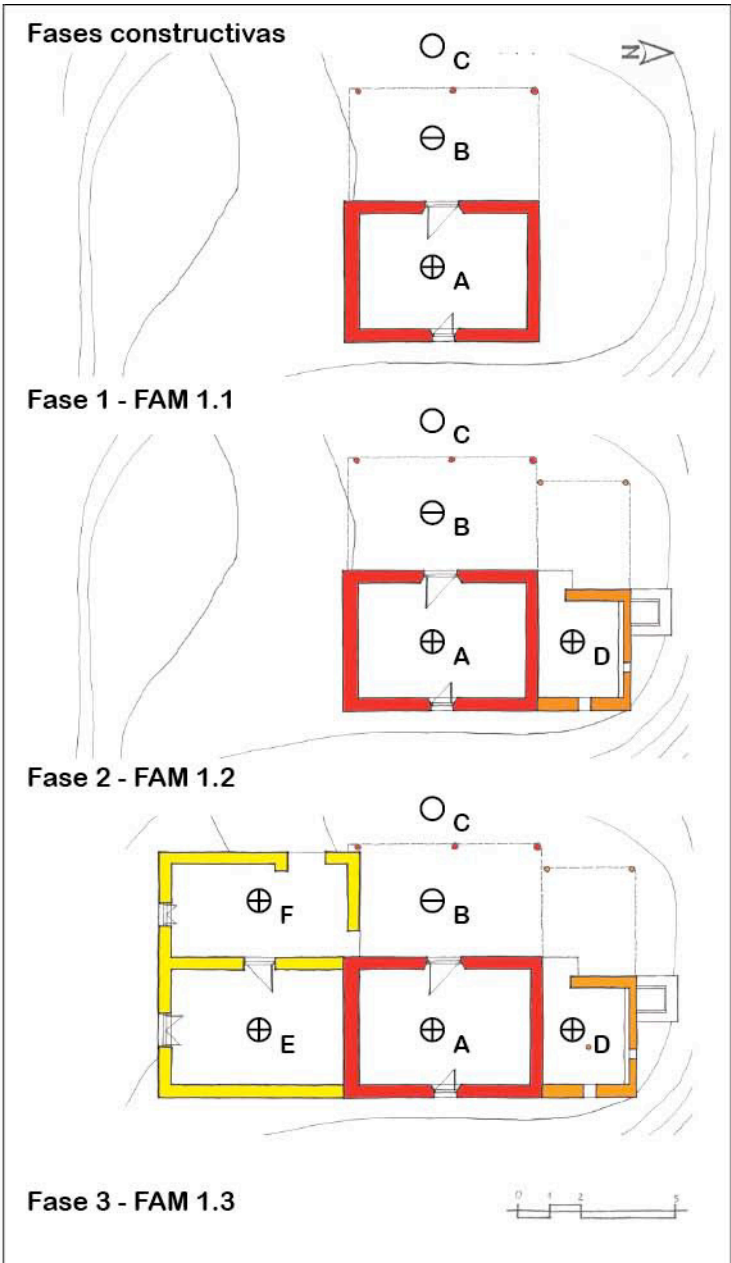 Fases constructivas
C
N
B
A
Fase 1 - FAM 1.1
C
B
A
D
Fase 2 - FAM 1.2
C
F
B
E
A
D
Fase 3 - FAM 1.3
0 1 2 5